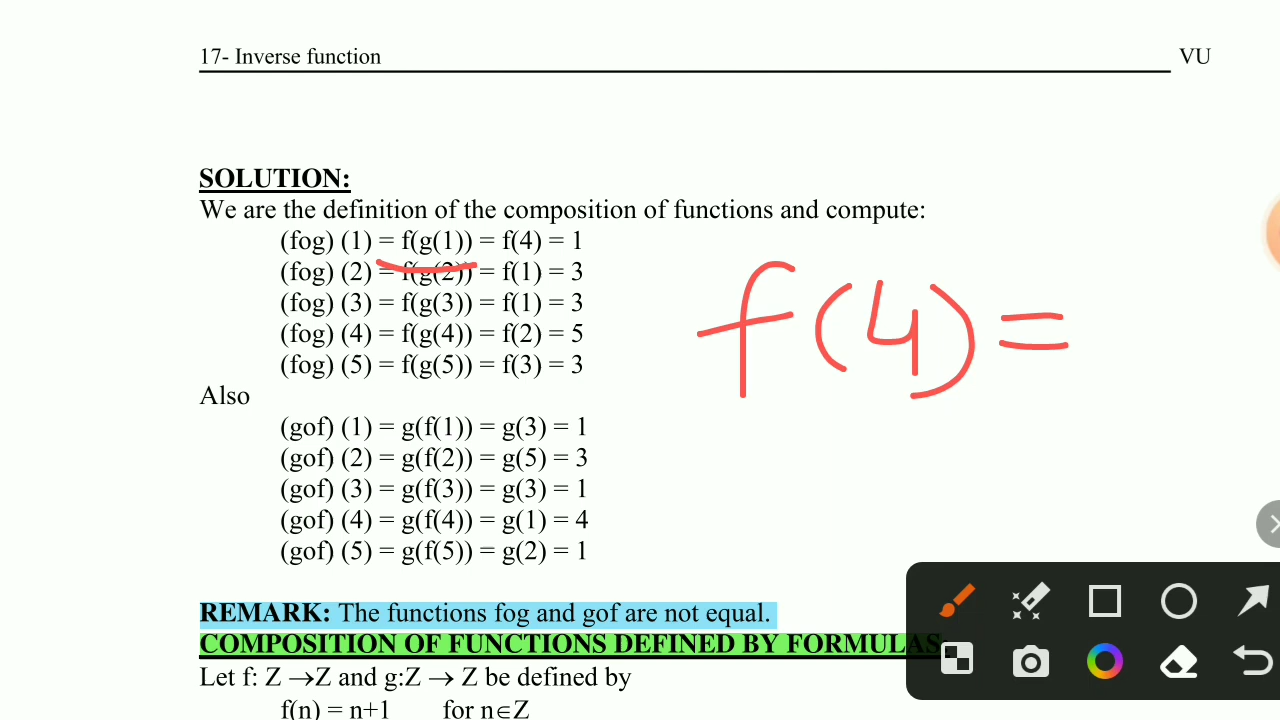 17- Inverse function VU
SOLUTION:
We are the definition of the composition of functions and compute:
(fog) (1) = f(g(1)) = f(4) = 1
(fog) (2) = f(g(2)) = f(1) = 3
(fog) (3) = f(g(3)) = f(1) = 3
(fog) (4) = f(g(4)) = f(2) = 5
(fog) (5) = f(g(5)) = f(3) = 3
f(4)=
Also
(gof) (1) = g(f(1)) = g(3) = 1
(gof) (2) = g(f(2)) = g(5) = 3
(gof) (3) = g(f(3)) = g(3) = 1
(gof) (4) = g(f(4)) = g(1) = 4
(gof) (5) = g(f(5)) = g(2) = 1
REMARK: The functions fog and gof are not equal.
COMPOSITION OF FUNCTIONS DEFINED BY FORMULAS:
Let f: Z →Z and g:Z → Z be defined by
f(n) = n+1 for n∈Z